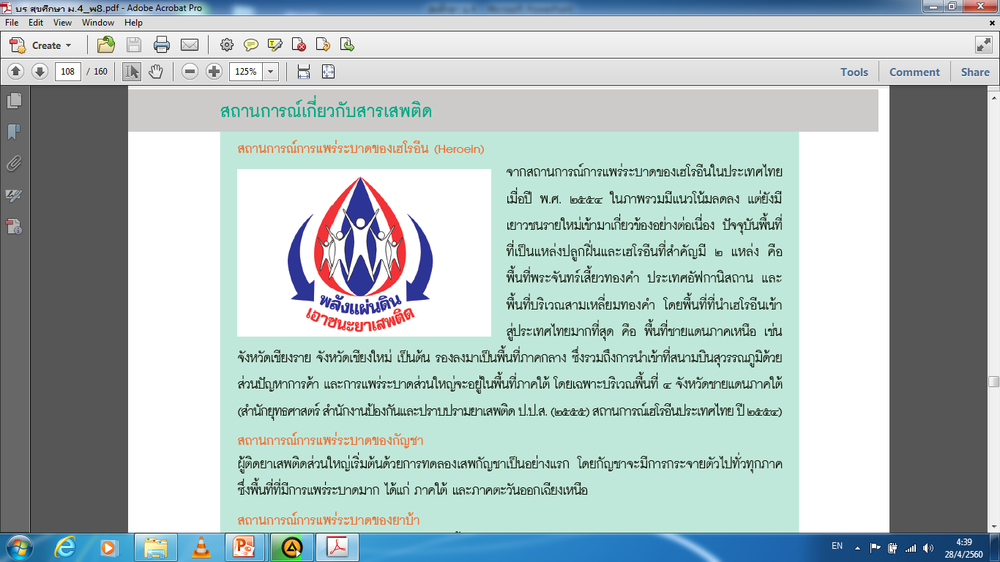 บร สุขศึกษา ม.4_พ8.pdf - Adobe Acrobat Pro
File Edit View Window Help
Create
108 / 160 125% Tools Comment Share
สถานการณ์เกี่ยวกับสารเสพติด
สถานการณ์การแพร่ระบาดของเฮโรอีน (Heroein)
จากสถานการณ์การแพร่ระบาดของเฮโรอีนในประเทศไทย
เมื่อปี พ.ศ. ๒๕๕๔ ในภาพรวมมีแนวโน้มลดลง แต่ยังมี
เยาวชนรายใหม่เข้ามาเกี่ยวข้องอย่างต่อเนื่อง ปัจจุบันพื้นที่
ที่เป็นแหล่งปลูกฝิ่นและเฮโรอีนที่สำคัญมี ๒ แหล่ง คือ
พื้นที่พระจันทร์เสี้ยวทองคำ ประเทศอัฟกานิสถาน และ
พื้นที่บริเวณสามเหลี่ยมทองคำ โดยพื้นที่ที่นำเฮโรอีนเข้า
สู่ประเทศไทยมากที่สุด คือ พื้นที่ชายแดนภาคเหนือ เช่น
พลังแผ่นดิน
เอาชนะยาเสพติด
จังหวัดเชียงราย จังหวัดเชียงใหม่ เป็นต้น รองลงมาเป็นพื้นที่ภาคกลาง ซึ่งรวมถึงการนำเข้าที่สนามบินสุวรรณภูมิด้วย
ส่วนปัญหาการค้า และการแพร่ระบาดส่วนใหญ่จะอยู่ในพื้นที่ภาคใต้ โดยเฉพาะบริเวณพื้นที่ ๔ จังหวัดชายแดนภาคใต้
(สำนักยุทธศาสตร์ สำนักงานป้องกันและปราบปรามยาเสพติด ป.ป.ส. (๒๕๕๕) สถานการณ์เฮโรอีนประเทศไทย ปี ๒๕๕๔)
สถานการณ์การแพร่ระบาดของกัญชา
ผู้ติดยาเสพติดส่วนใหญ่เริ่มต้นด้วยการทดลองเสพกัญชาเป็นอย่างแรก โดยกัญชาจะมีการกระจายตัวไปทั่วทุกภาค
ซึ่งพื้นที่ที่มีการแพร่ระบาดมาก ได้แก่ ภาคใต้ และภาคตะวันออกเฉียงเหนือ
สถานการณ์การแพร่ระบาดของยาบ้า
EN 4:39
28/4/2560